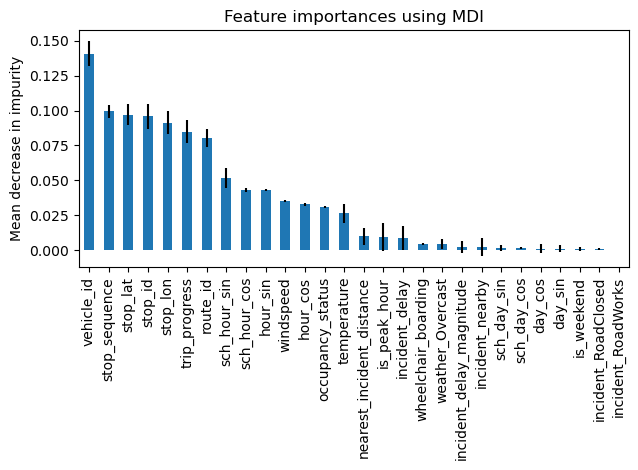 Feature importances using MDI
Mean decrease in impurity
0.150
0.125
0.100
0.075
0.050
0.025
0.000
vehicle_id
stop_sequence
stop_lat
stop_id
stop_lon
trip_progress
route_id
sch_hour_sin
sch_hour_cos
hour_sin
windspeed
hour_cos
occupancy_status
temperature
nearest_incident_distance
is_peak_hour
incident_delay
wheelchair_boarding
weather_Overcast
incident_delay_magnitude
incident_nearby
sch_day_sin
sch_day_cos
day_cos
day_sin
is_weekend
incident_RoadClosed
incident_RoadWorks